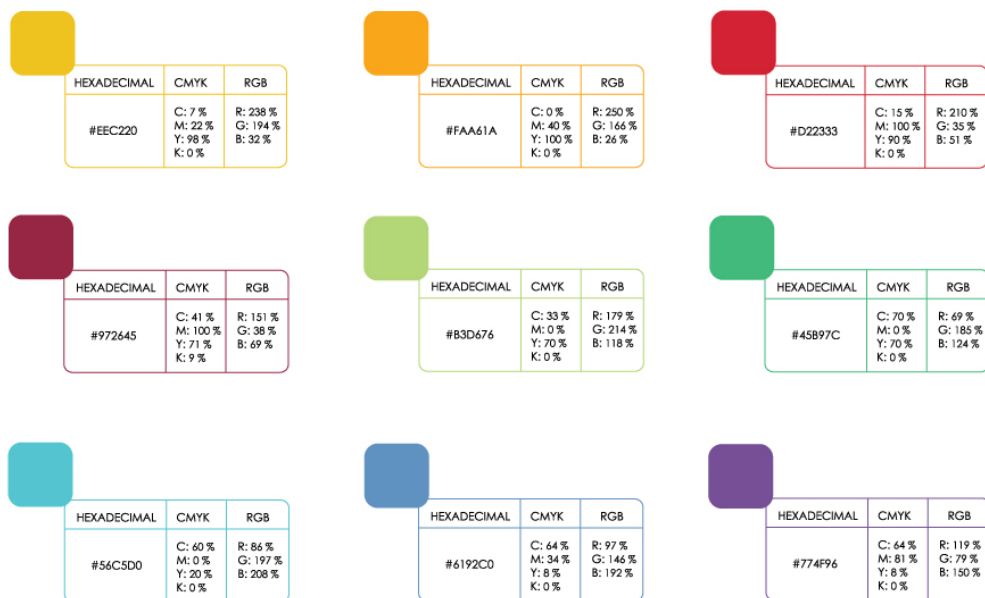 HEXADECIMAL CMYK RGB
#EEC220
C: 7 % R: 238 %
M: 22 % G: 194 %
Y: 98 % B: 32 %
K: 0 %
HEXADECIMAL CMYK RGB
#FAA61A
C: 0 % R: 250 %
M: 40 % G: 166 %
Y: 100 % B: 26 %
K: 0 %
HEXADECIMAL CMYK RGB
#D22333
C: 15 % R: 210 %
M: 100 % G: 35 %
Y: 90 % B: 51 %
K: 0 %
HEXADECIMAL CMYK RGB
#972645
C: 41 % R: 151 %
M: 100 % G: 38 %
Y: 71 % B: 69 %
K: 9 %
HEXADECIMAL CMYK RGB
#B3D676
C: 33 % R: 179 %
M: 0 % G: 214 %
Y: 70 % B: 118 %
K: 0 %
HEXADECIMAL CMYK RGB
#45B97C
C: 70 % R: 69 %
M: 0 % G: 185 %
Y: 70 % B: 124 %
K: 0 %
HEXADECIMAL CMYK RGB
#56C5D0
C: 60 % R: 86 %
M: 0 % G: 197 %
Y: 20 % B: 208 %
K: 0 %
HEXADECIMAL CMYK RGB
#6192C0
C: 64 % R: 97 %
M: 34 % G: 146 %
Y: 8 % B: 192 %
K: 0 %
HEXADECIMAL CMYK RGB
#774F96
C: 64 % R: 119 %
M: 81 % G: 79 %
Y: 8 % B: 150 %
K: 0 %